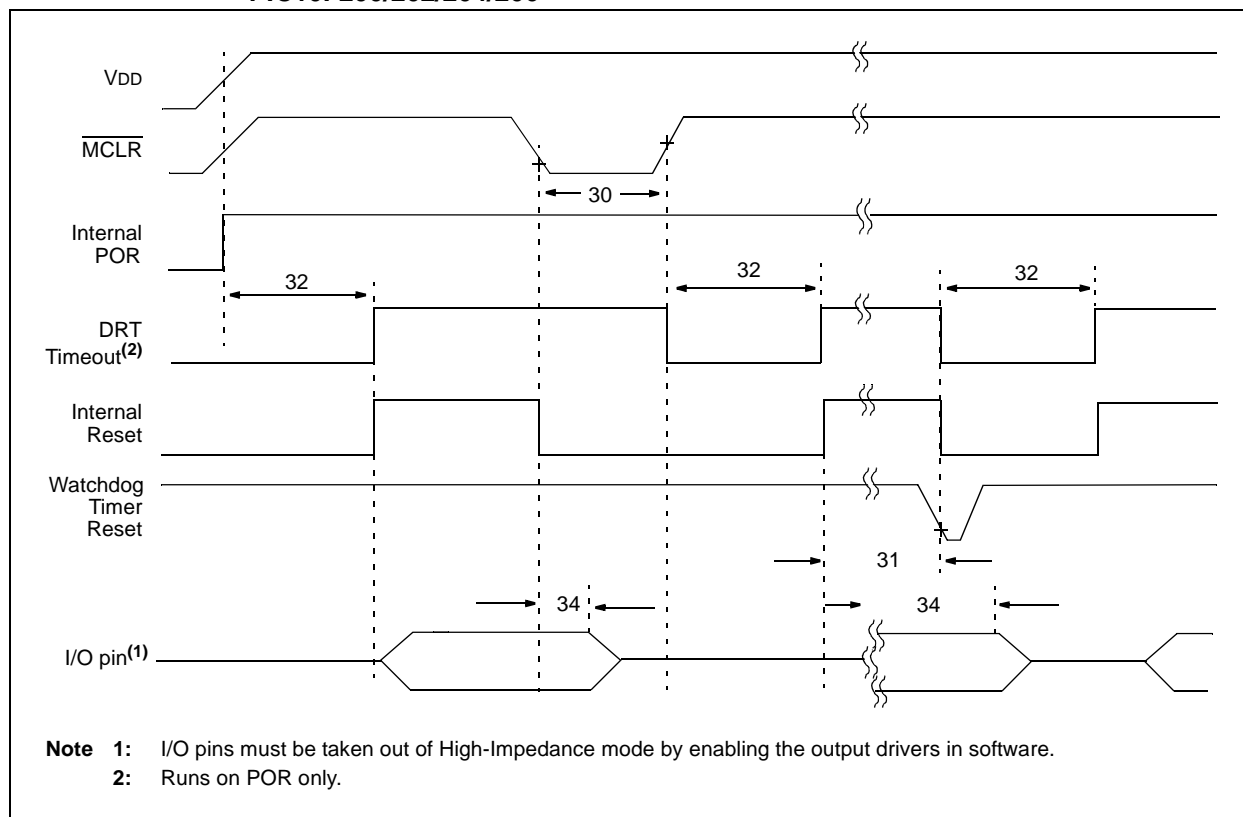 VDD
MCLR
30
Internal
POR
32
32
32
DRT
Timeout(2)
Internal
Reset
Watchdog
Timer
Reset
31
34
34
I/O pin(1)
Note 1: I/O pins must be taken out of High-Impedance mode by enabling the output drivers in software.
2: Runs on POR only.